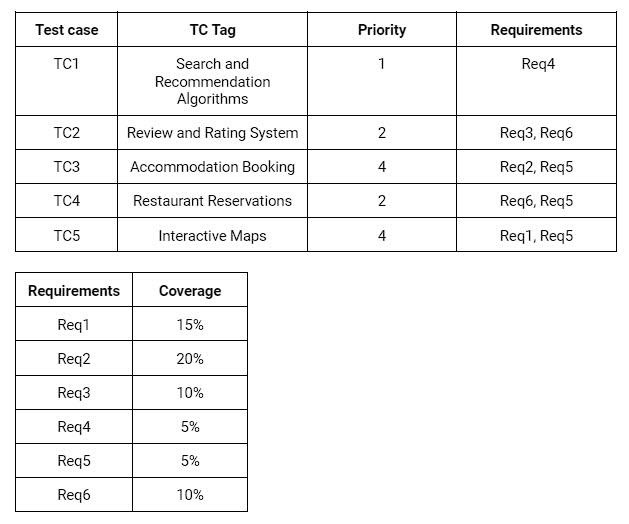 Test case TC Tag Priority Requirements
TC1 Search and 1 Req4
Recommendation
Algorithms
TC2 Review and Rating System 2 Req3, Req6
TC3 Accommodation Booking 4 Req2, Req5
TC4 Restaurant Reservations 2 Req6, Req5
TC5 Interactive Maps 4 Req1, Req5
Requirements Coverage
Req1 15%
Req2 20%
Req3 10%
Req4 5%
Req5 5%
Req6 10%